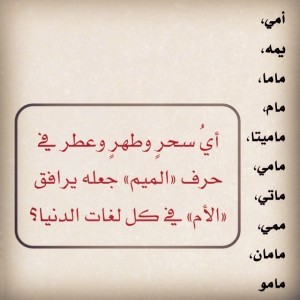 أمي،
يمه،
ماما،
مام،
ماميتا،
مامي،
ماتي،
ممي،
مامان،
مامو
أيُ سحرٍ وطهرٍ وعطر في
حرف «الميم» جعله يرافق
«الأم» في كل لغات الدنيا؟